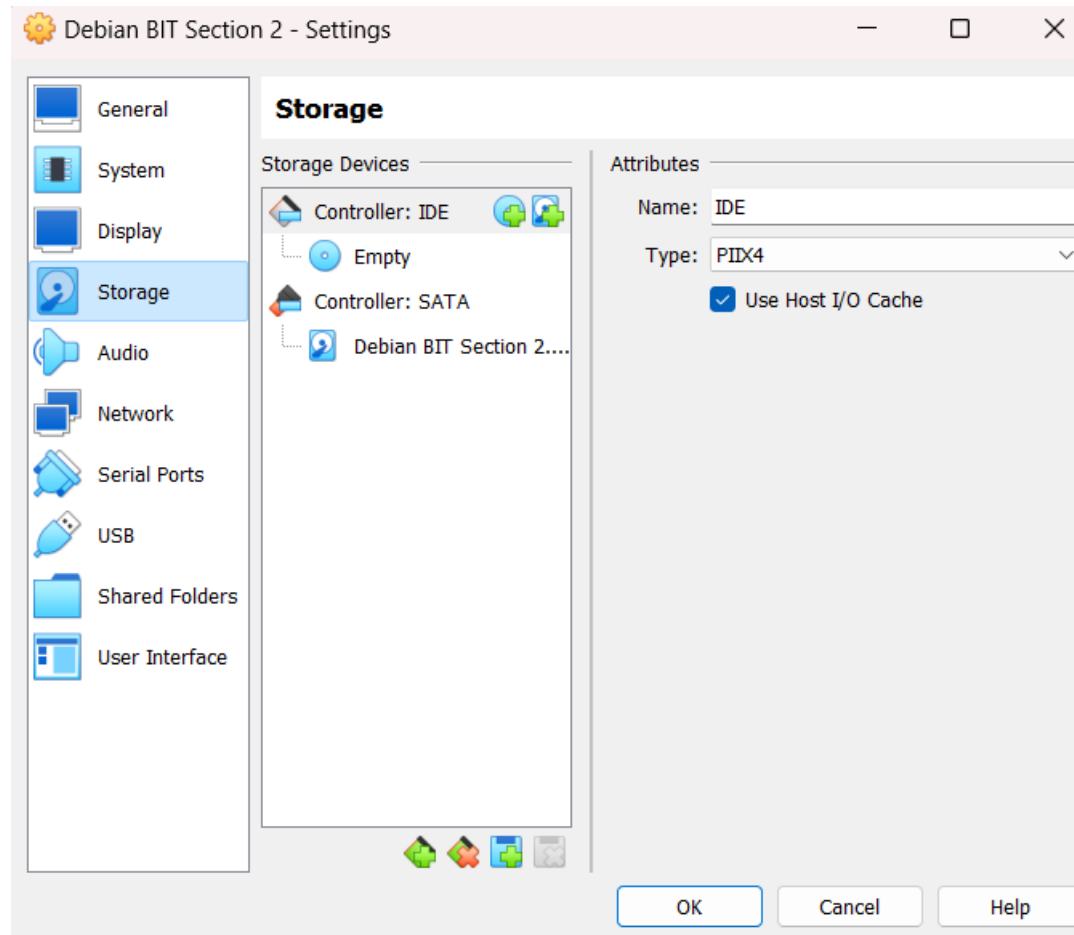 Debian BIT Section 2 - Settings
General
System
Display
Storage
Audio
Network
Serial Ports
USB
Shared Folders
User Interface
Storage
Storage Devices
Controller: IDE
Empty
Controller: SATA
Debian BIT Section 2....
Attributes
Name: IDE
Type: PIIX4
Use Host I/O Cache
OK Cancel Help